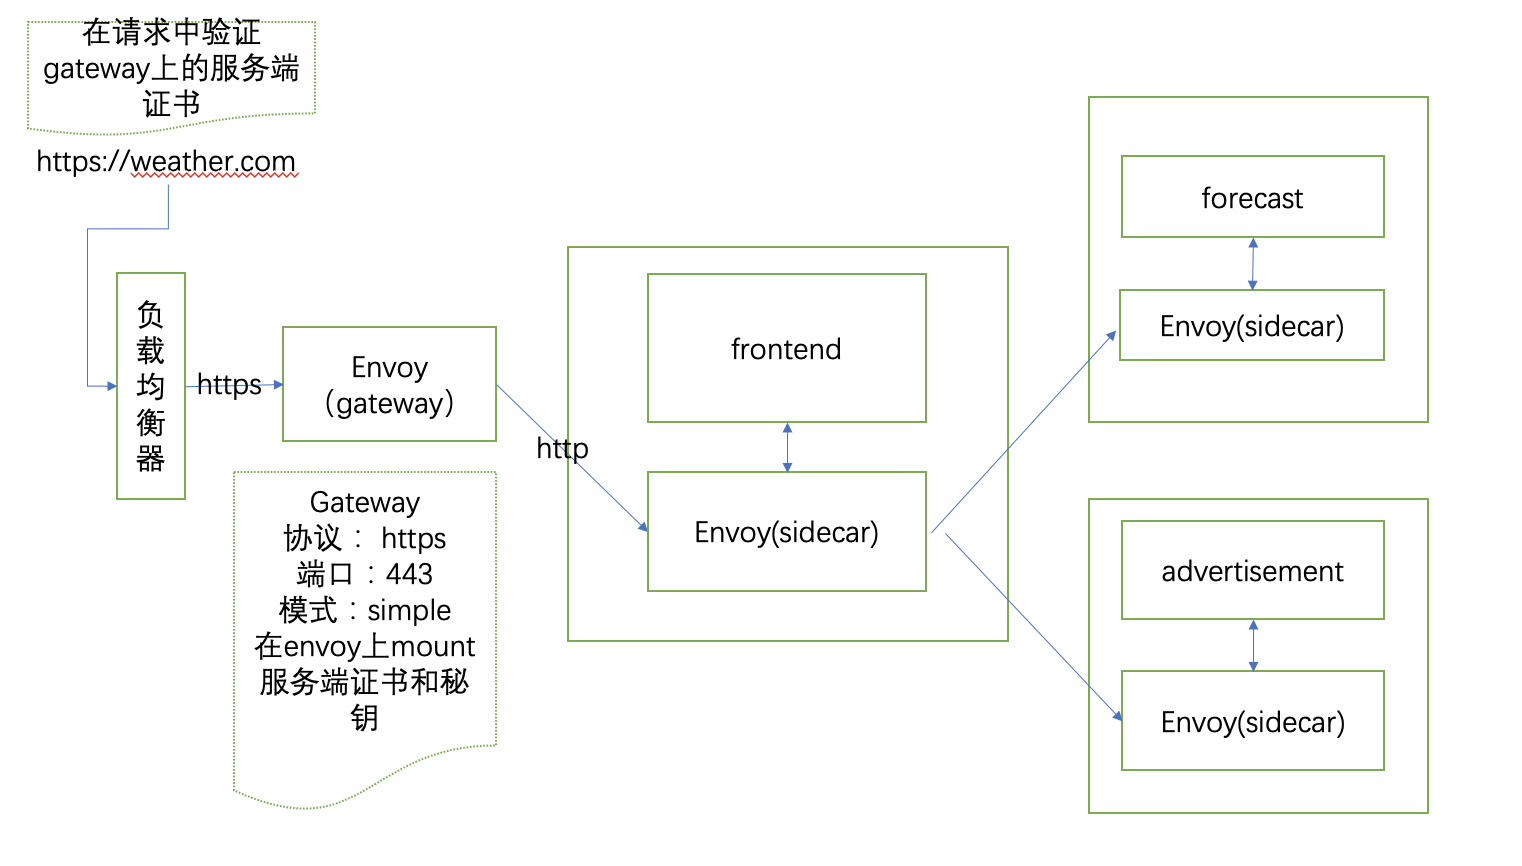 在请求中验证
gateway上的服务端
证书
https://weather.com
负
载
均
衡
器
https
Envoy
（gateway）
http
Gateway
协议： https
端口：443
模式：simple
在envoy上mount
服务端证书和秘
钥
frontend
Envoy(sidecar)
forecast
Envoy(sidecar)
advertisement
Envoy(sidecar)